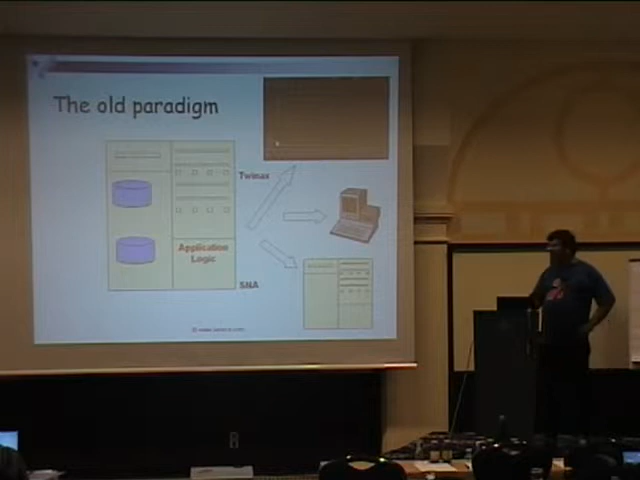 The old paradigm
Twinax
Application
Logic
SNA